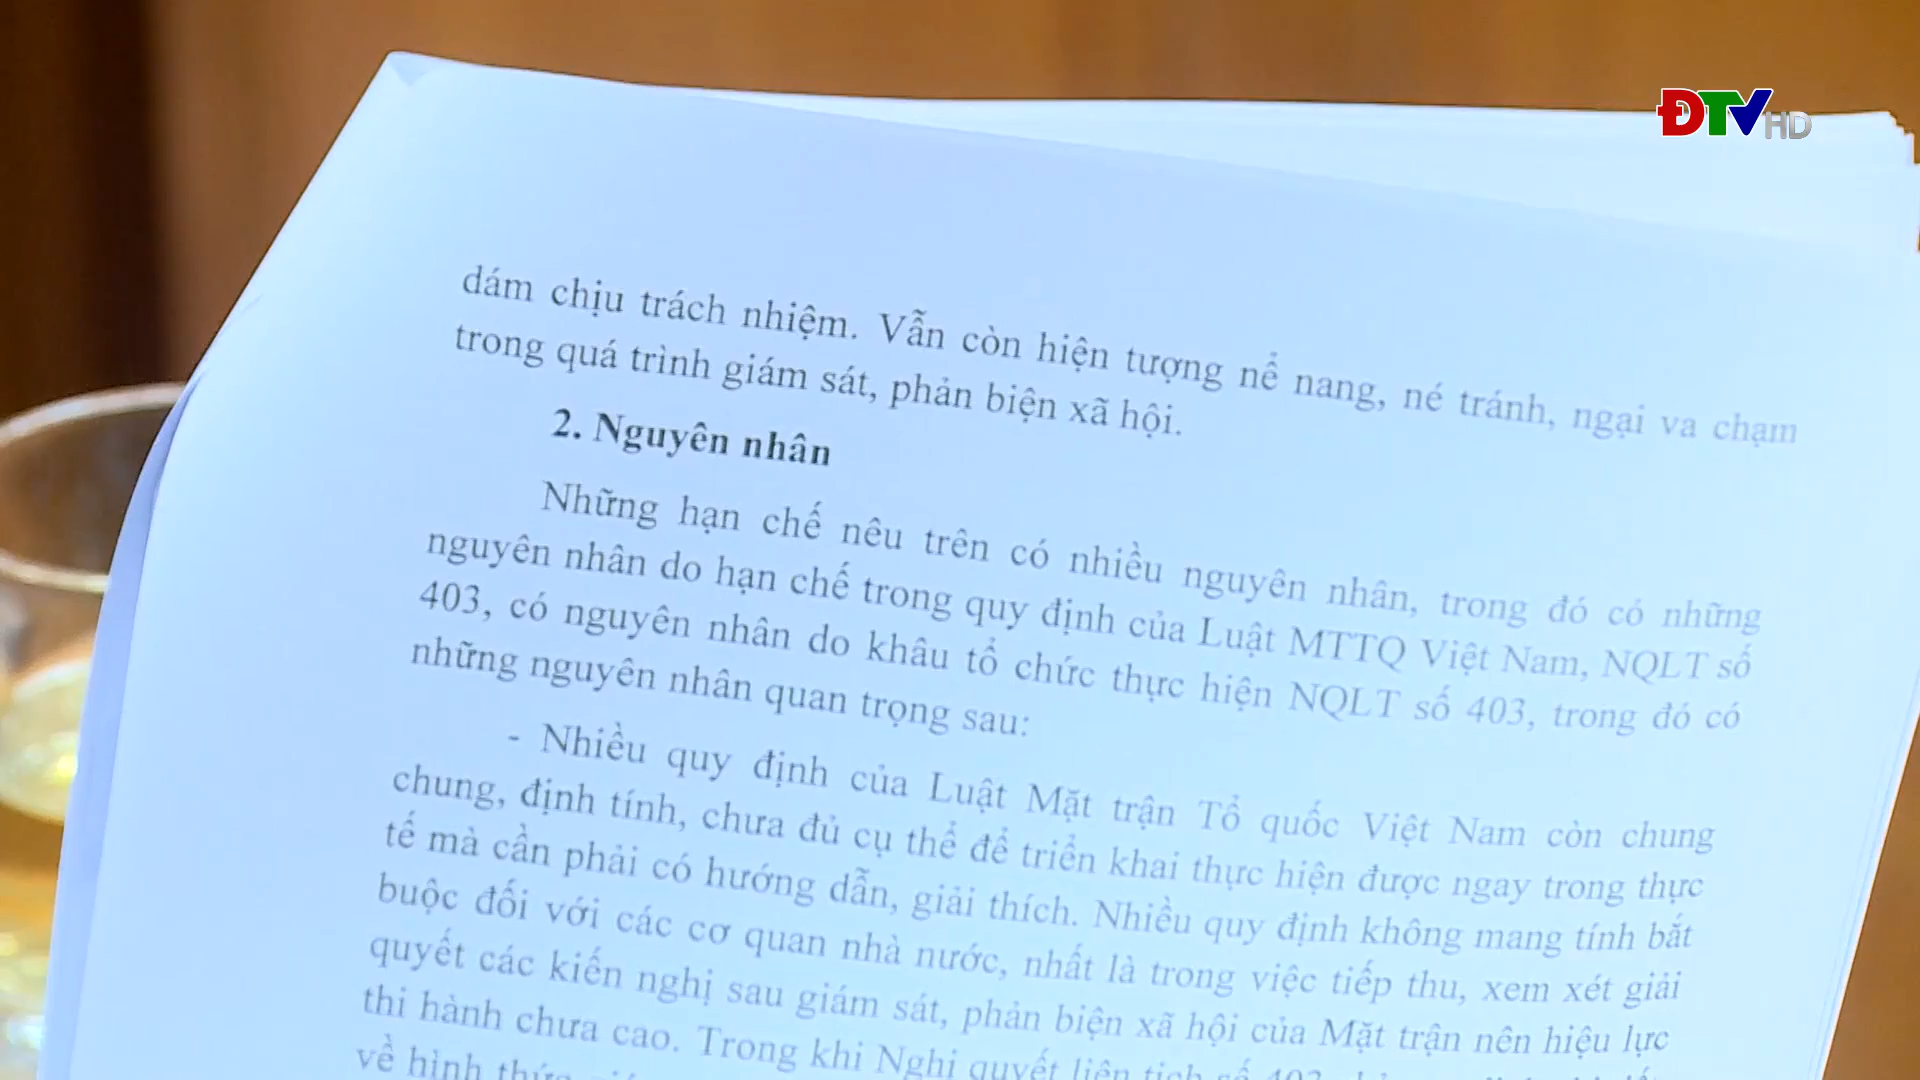 ĐTV HD
dám chịu trách nhiệm. Vẫn còn hiện tượng nể nang, né tránh, ngại va chạm
trong quá trình giám sát, phản biện xã hội.
2. Nguyên nhân
Những hạn chế nêu trên có nhiều nguyên nhân, trong đó có những
nguyên nhân do hạn chế trong quy định của Luật MTTQ Việt Nam, NQLT số
403, có nguyên nhân do khâu tổ chức thực hiện NQLT số 403, trong đó có
những nguyên nhân quan trọng sau:
- Nhiều quy định của Luật Mặt trận Tổ quốc Việt Nam còn chung
chung, định tính, chưa đủ cụ thể để triển khai thực hiện được ngay trong thực
tế mà cần phải có hướng dẫn, giải thích. Nhiều quy định không mang tính bắt
buộc đối với các cơ quan nhà nước, nhất là trong việc tiếp thu, xem xét giải
quyết các kiến nghị sau giám sát, phản biện xã hội của Mặt trận nên hiệu lực
thi hành chưa cao. Trong khi Nghị quyết liên tịch số 403
về hình thức